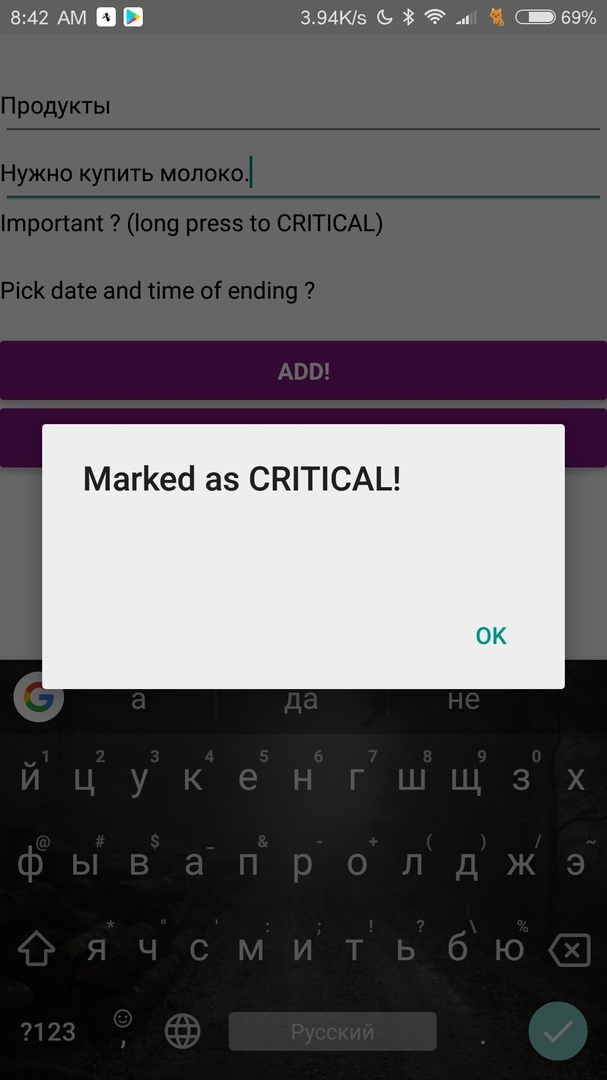 8:42 AM 3.94K/s 69%
Продукты
Нужно купить молоко.
Important ? (long press to CRITICAL)
Pick date and time of ending ?
ADD!
Marked as CRITICAL!
OK
а да не
1 2 3 4 5 6 7 8 9 0
й ц у к е н г ш щ з х
@ # $ _ & - + ( ) / ~
ф ы в а п р о л д ж э
* " ' : ; ! ? \ %
я ч с м и т ь б ю
?123 , Русский .